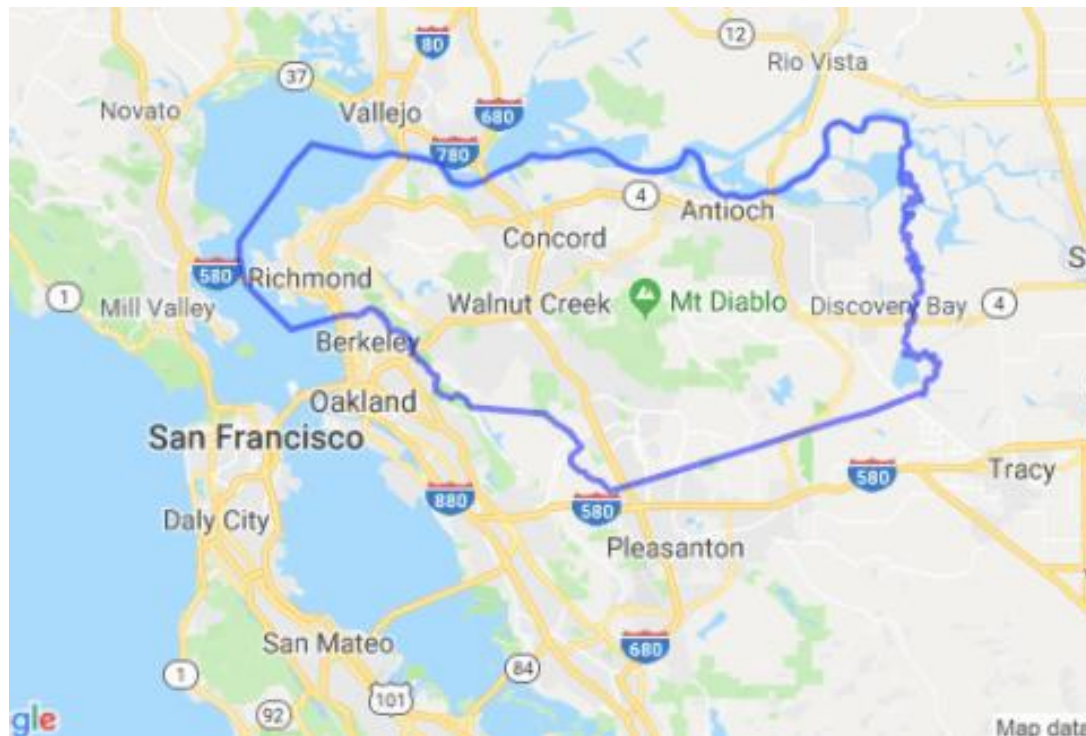 80
12
Rio Vista
37
Novato
Vallejo
680
780
4
Antioch
Concord
580
Richmond
1
Mill Valley
Walnut Creek
Mt Diablo
Discovery Bay
4
S
Berkeley
Oakland
San Francisco
580
Tracy
880
580
Daly City
Pleasanton
San Mateo
680
84
1
101
92
gle
Map data